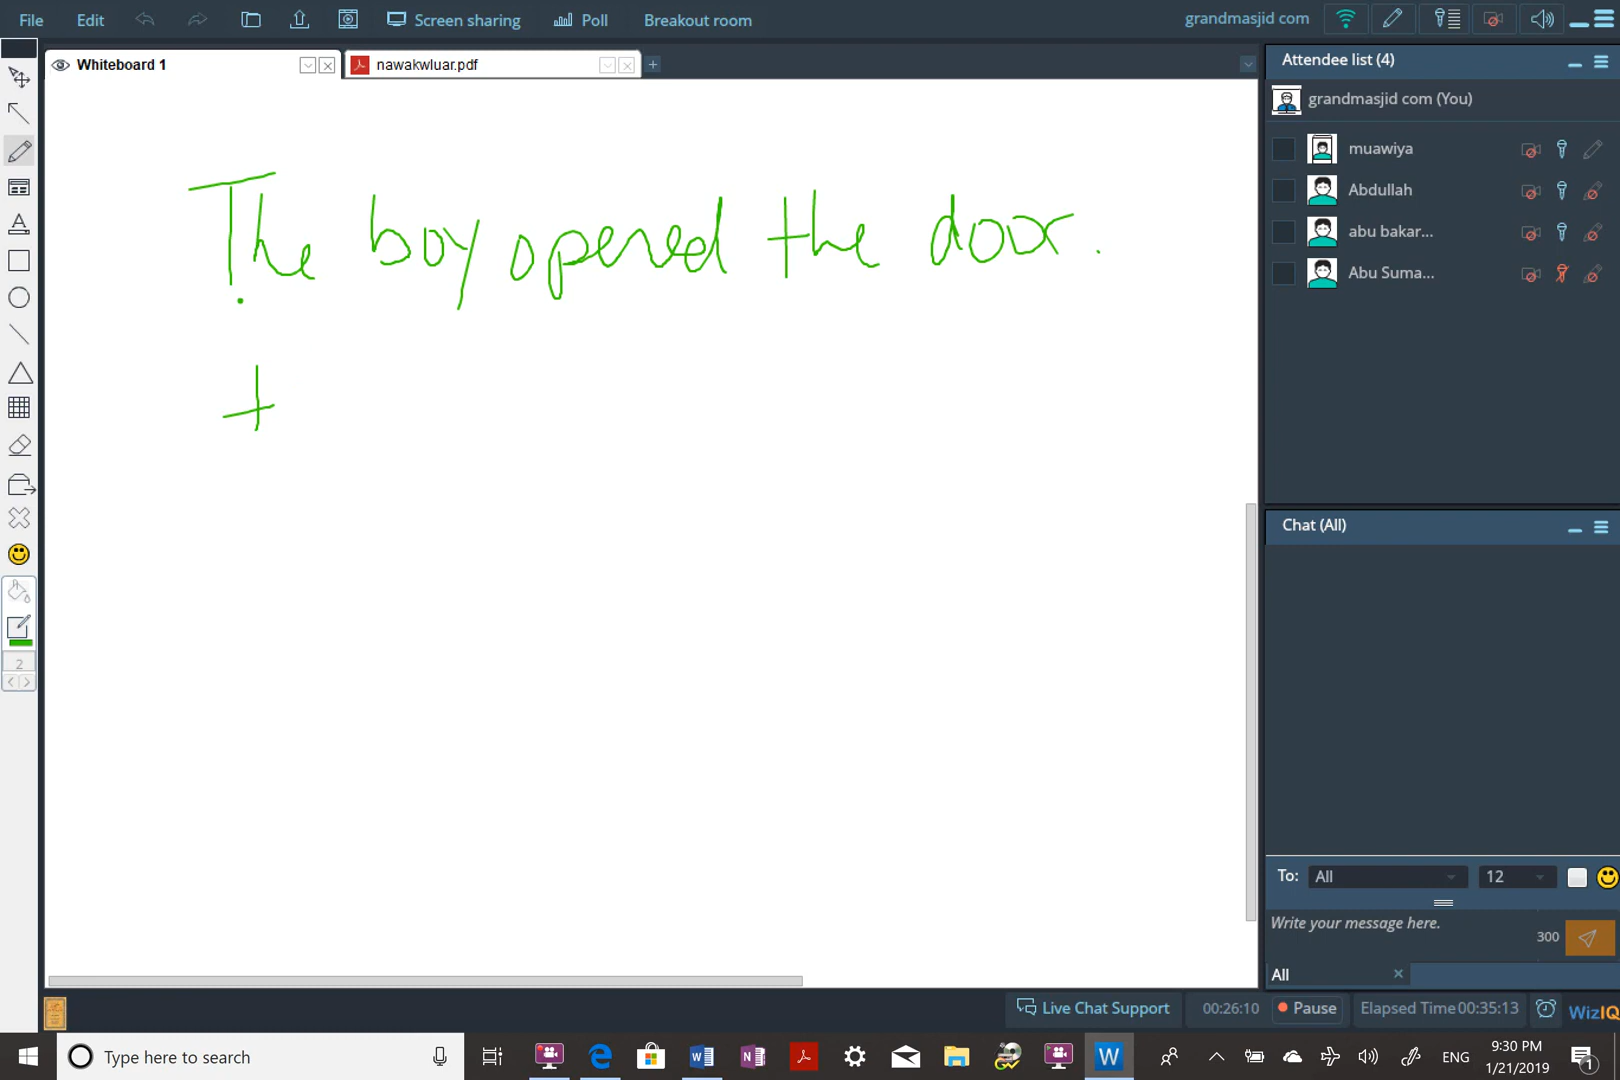 File Edit Screen sharing Poll Breakout room grandmasjid com
Whiteboard 1 nawakwluar.pdf
The boy opened the door.
+
2
Attendee list (4)
grandmasjid com (You)
muawiya
Abdullah
abu bakar...
Abu Suma...
Chat (All)
To: All 12
Write your message here.
300
All
Live Chat Support 00:26:10 Pause Elapsed Time 00:35:13 WizIQ
Type here to search
ENG
9:30 PM
1/21/2019
1